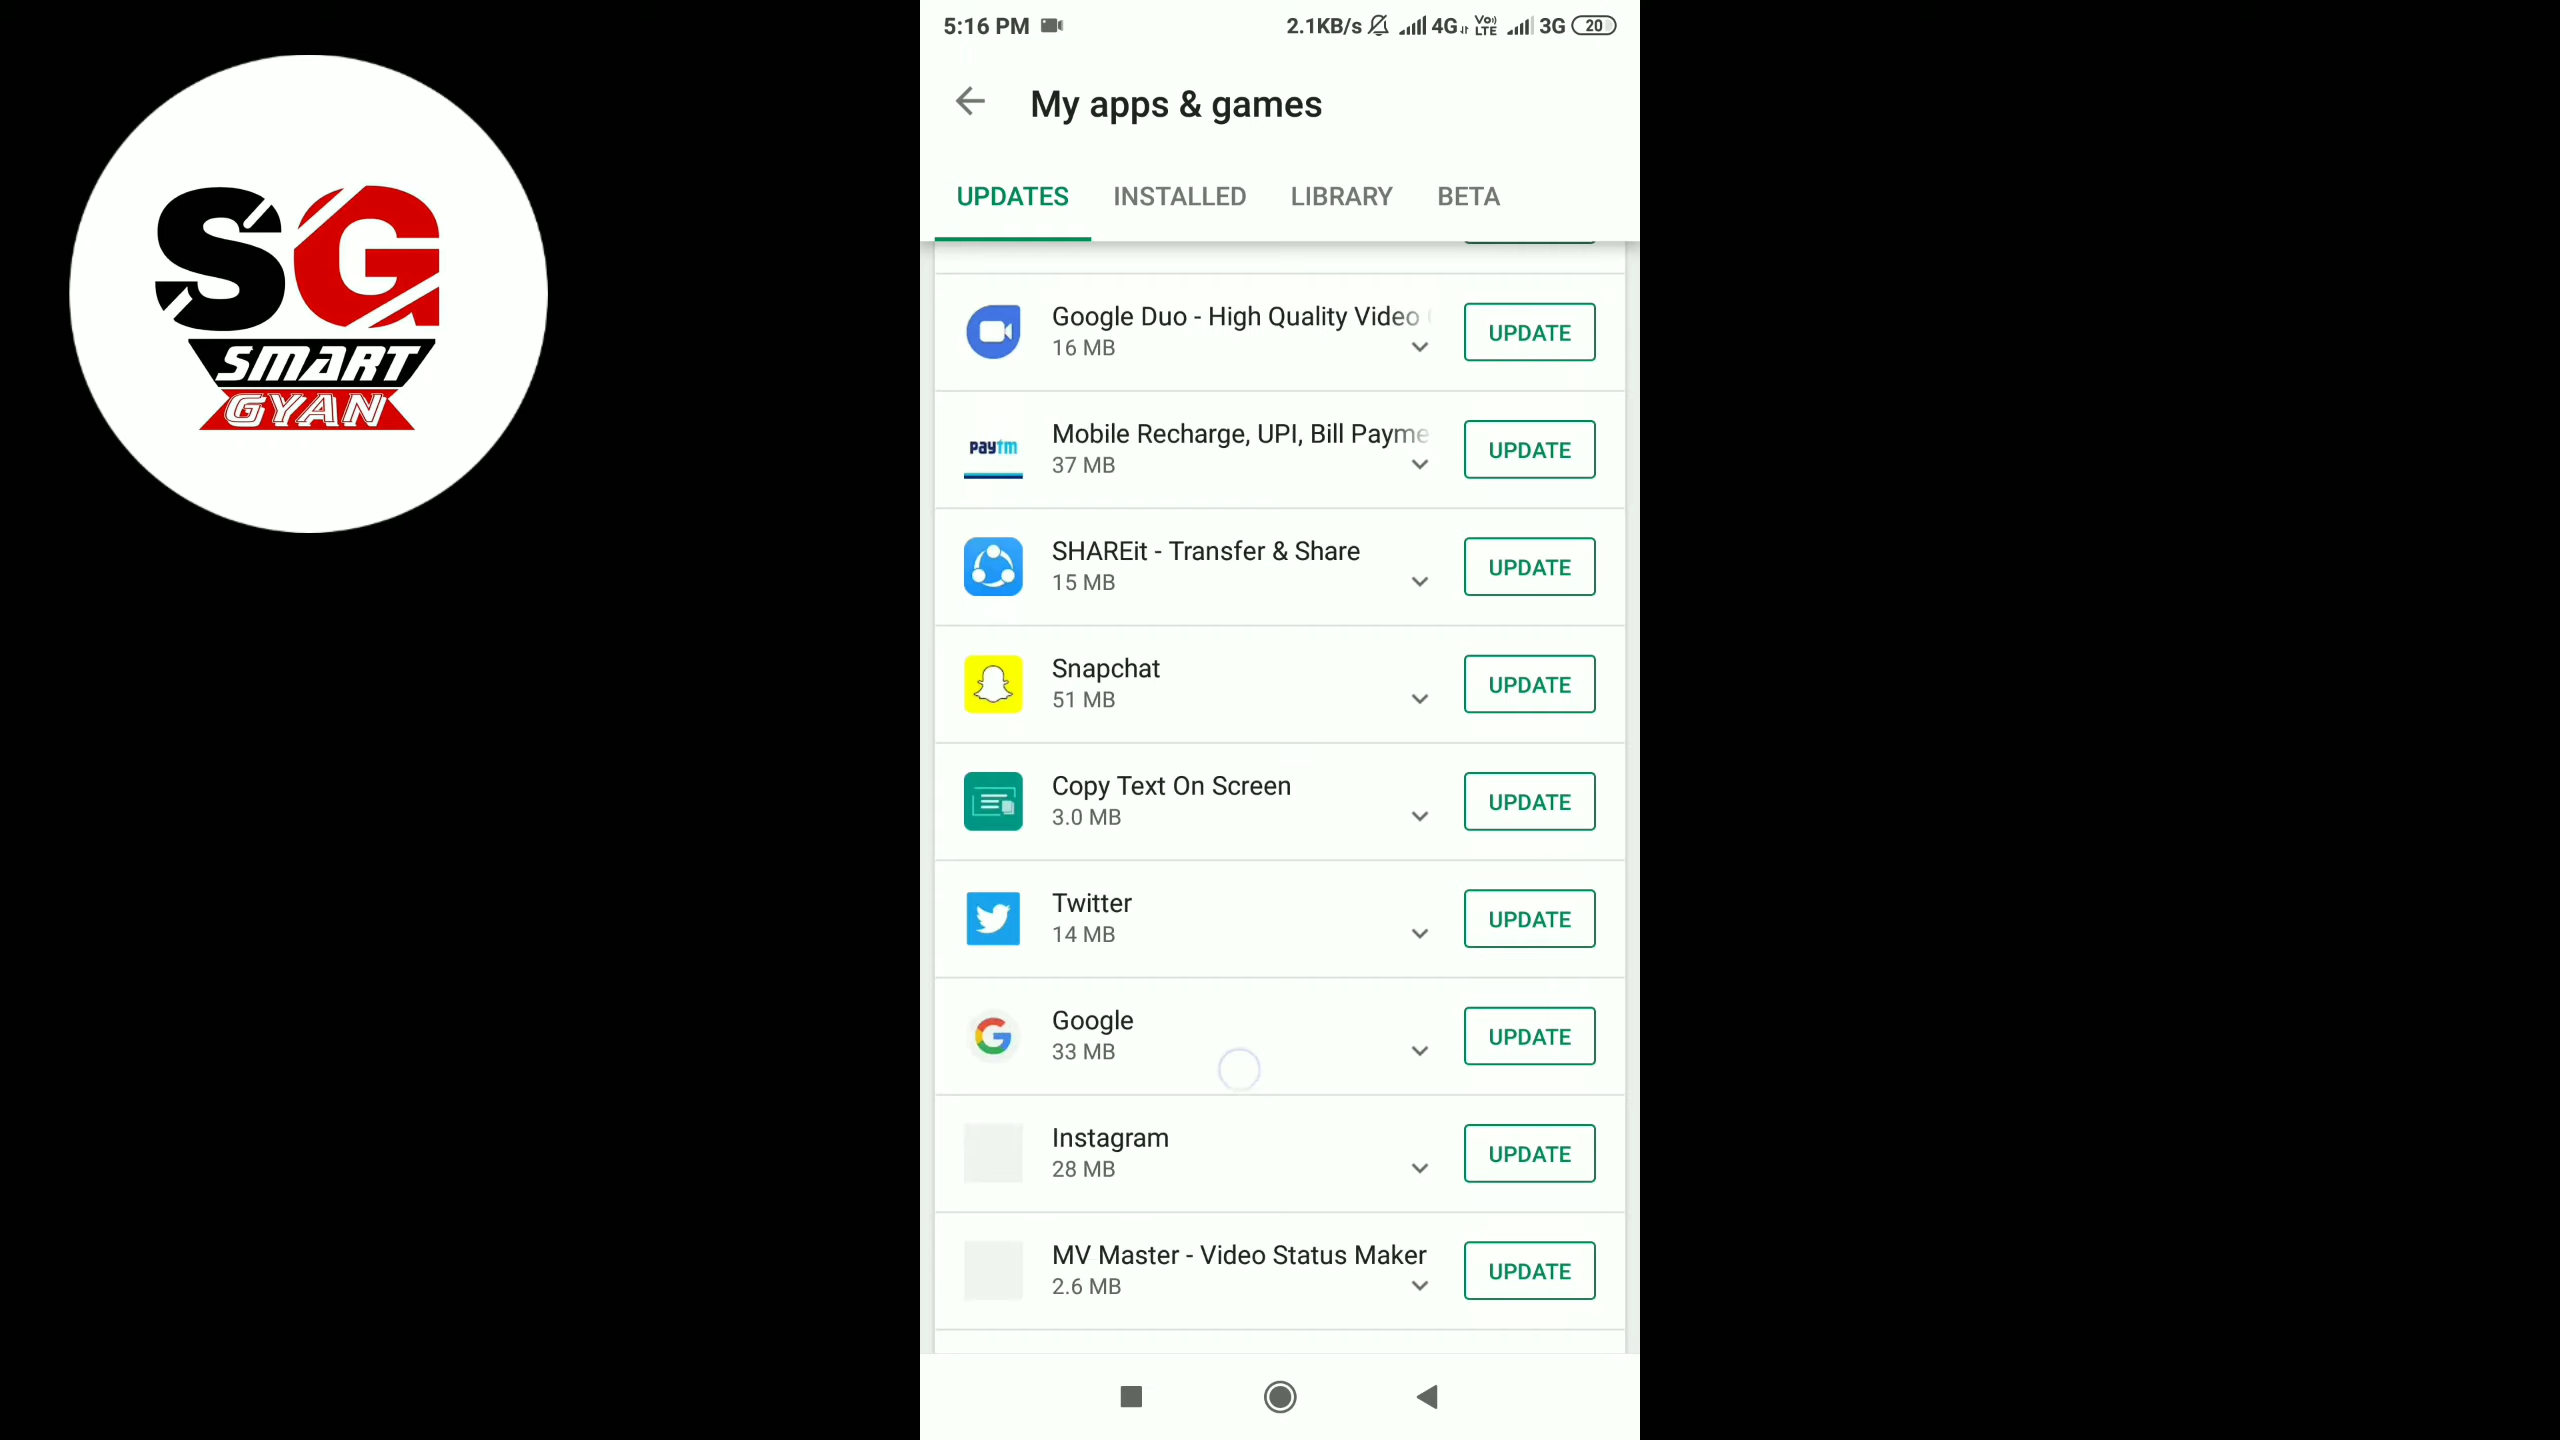 SG
SMART
GYAN
5:16 PM 2.1KB/s 4G Vo) LTE 3G 20
My apps & games
UPDATES INSTALLED LIBRARY BETA
Google Duo - High Quality Video
16 MB
UPDATE
paytm
Mobile Recharge, UPI, Bill Payme
37 MB
UPDATE
SHAREit - Transfer & Share
15 MB
UPDATE
Snapchat
51 MB
UPDATE
Copy Text On Screen
3.0 MB
UPDATE
Twitter
14 MB
UPDATE
Google
33 MB
UPDATE
Instagram
28 MB
UPDATE
MV Master - Video Status Maker
2.6 MB
UPDATE